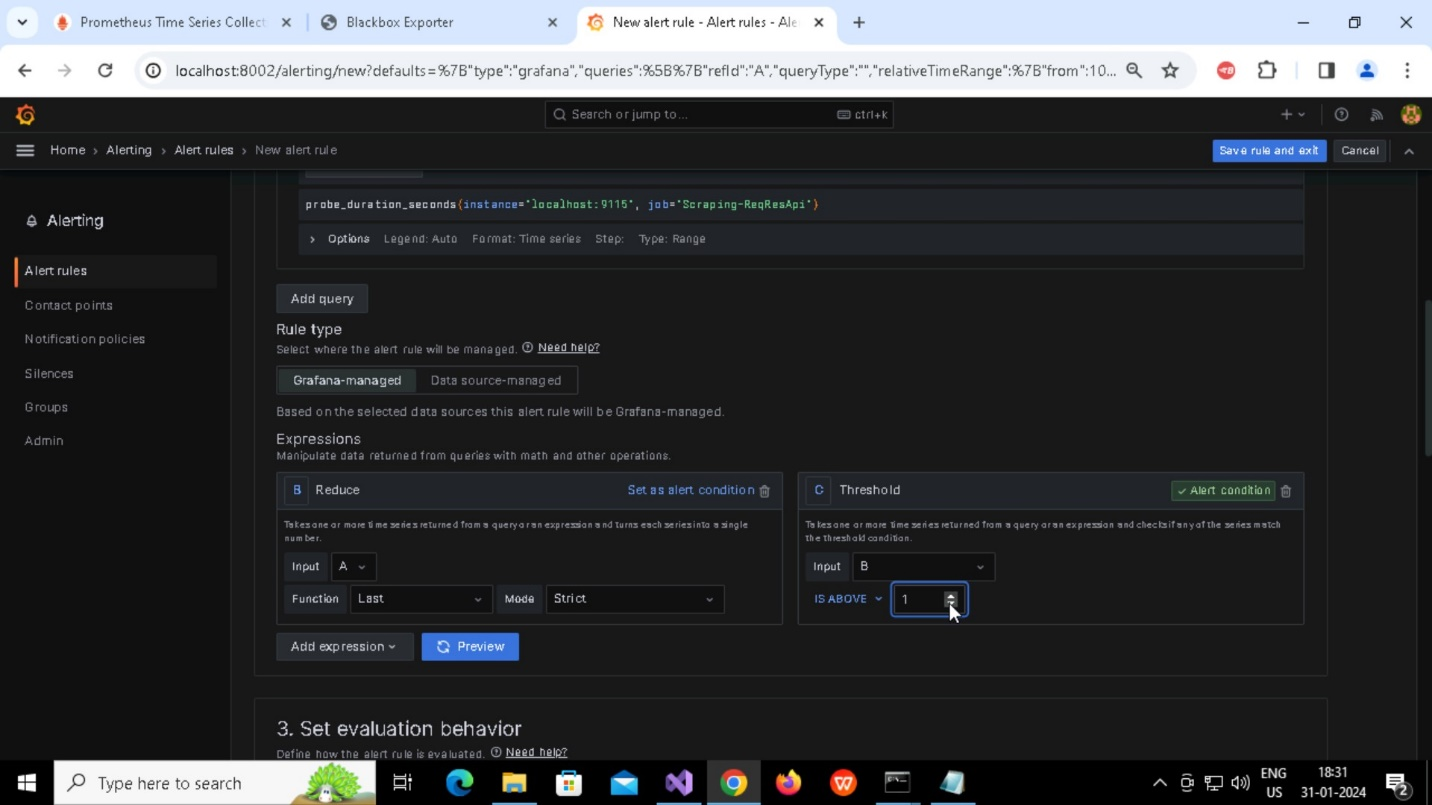 Prometheus Time Series Collect
Blackbox Exporter
New alert rule - Alert rules - Ale
localhost:8002/alerting/new?defaults=%7B"type":"grafana","queries":%5B%7B"refId":"A","queryType":"","relativeTimeRange":%7B"from":10...
Search or jump to...
ctrl+k
Home › Alerting › Alert rules › New alert rule
Save rule and exit
Cancel
Alerting
Alert rules
Contact points
Notification policies
Silences
Groups
Admin
probe_duration_seconds{instance="localhost:9115", job="Scraping-ReqResApi"}
Options Legend: Auto Format: Time series Step: Type: Range
Add query
Rule type
Select where the alert rule will be managed. Need help?
Grafana-managed Data source-managed
Based on the selected data sources this alert rule will be Grafana-managed.
Expressions
Manipulate data returned from queries with math and other operations.
B Reduce Set as alert condition
Takes one or more time series returned from a query or an expression and turns each series into a single
number.
Input A
Function Last Mode Strict
C Threshold Alert condition
Takes one or more time series returned from a query or an expression and checks if any of the series match
the threshold condition.
Input B
IS ABOVE 1
Add expression
Preview
3. Set evaluation behavior
Define how the alert rule is evaluated. Need help?
Type here to search
ENG
US
18:31
31-01-2024
2